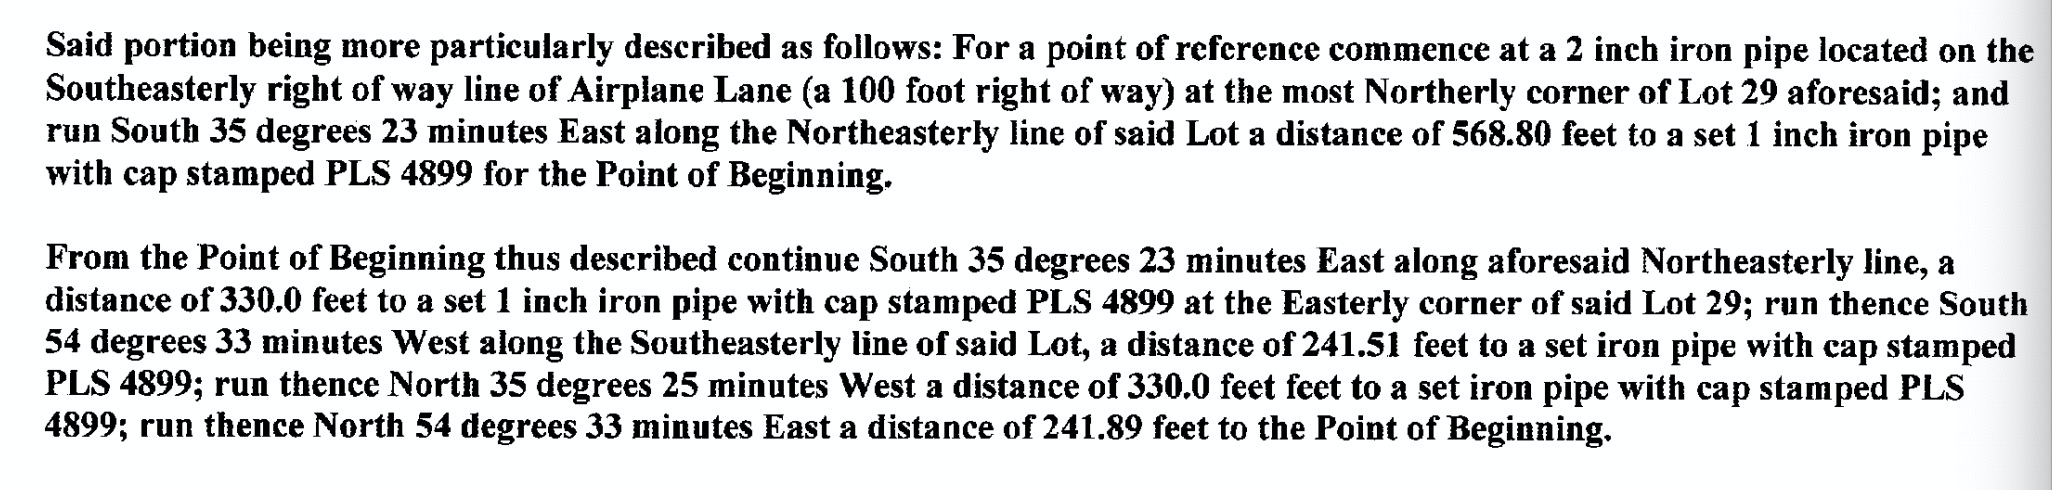 Said portion being more particularly described as follows: For a point of reference commence at a 2 inch iron pipe located on the
Southeasterly right of way line of Airplane Lane (a 100 foot right of way) at the most Northerly corner of Lot 29 aforesaid; and
run South 35 degrees 23 minutes East along the Northeasterly line of said Lot a distance of 568.80 feet to a set 1 inch iron pipe
with cap stamped PLS 4899 for the Point of Beginning.
From the Point of Beginning thus described continue South 35 degrees 23 minutes East along aforesaid Northeasterly line, a
distance of 330.0 feet to a set 1 inch iron pipe with cap stamped PLS 4899 at the Easterly corner of said Lot 29; run thence South
54 degrees 33 minutes West along the Southeasterly line of said Lot, a distance of 241.51 feet to a set iron pipe with cap stamped
PLS 4899; run thence North 35 degrees 25 minutes West a distance of 330.0 feet feet to a set iron pipe with cap stamped PLS
4899; run thence North 54 degrees 33 minutes East a distance of 241.89 feet to the Point of Beginning.